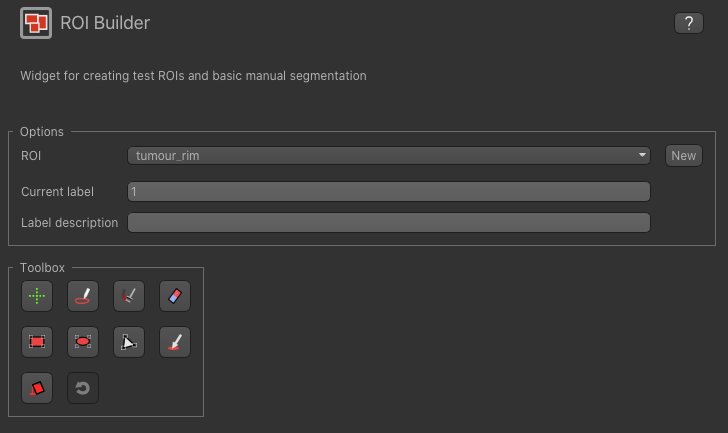 ROI Builder
?
Widget for creating test ROIs and basic manual segmentation
Options
ROI
tumour_rim
New
Current label
1
Label description
Toolbox